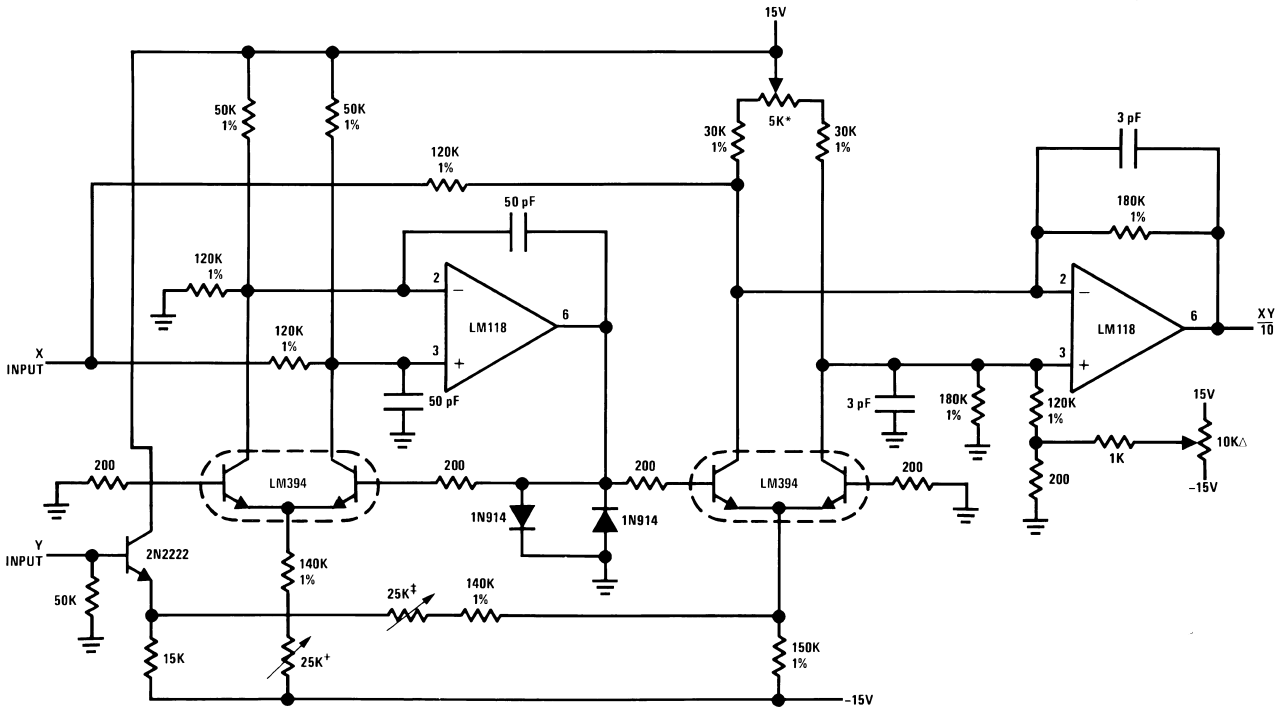 15V
50K
1%
50K
1%
5K*
30K
1%
30K
1%
3 pF
120K
1%
50 pF
180K
1%
120K
1%
2
LM118
6
3
50 pF
120K
1%
X
INPUT
2
LM118
6
3
XY
10
3 pF
180K
1%
120K
1%
15V
10KΔ
1K
-15V
200
200
LM394
200
200
LM394
200
1N914
1N914
Y
INPUT
2N2222
50K
140K
1%
25K‡
140K
1%
15K
25K+
150K
1%
-15V